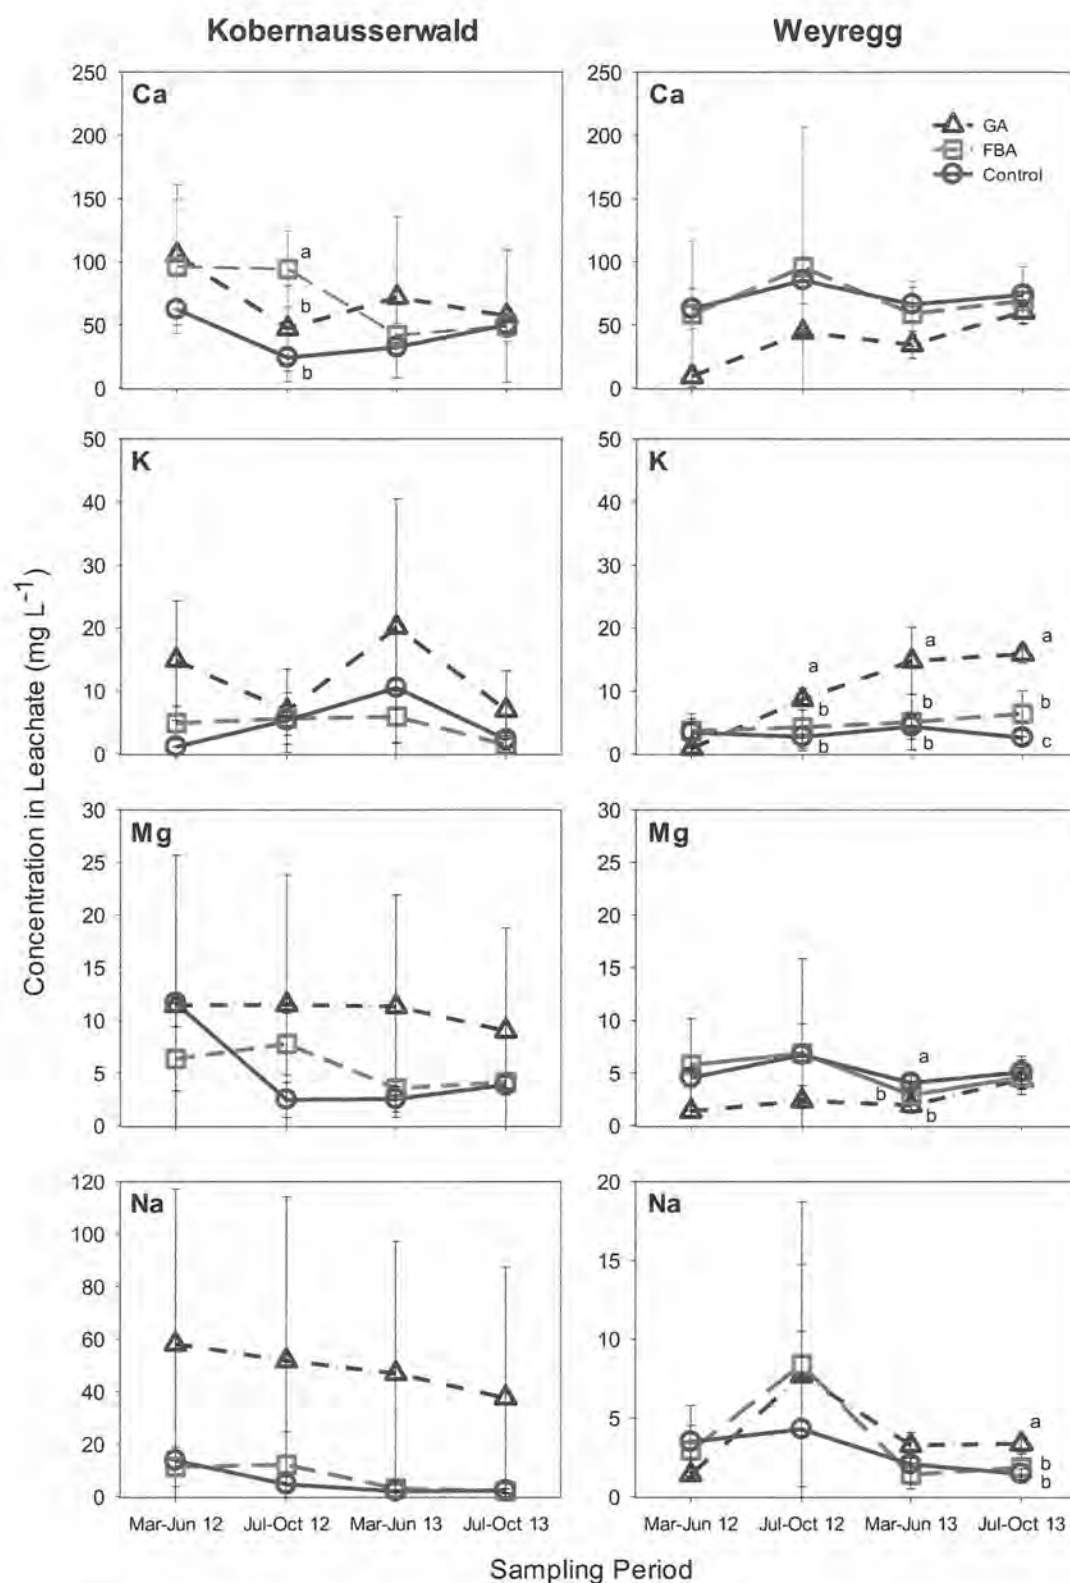 Kobernausserwald
Weyregg
Concentration in Leachate (mg L⁻¹)
Ca
250
200
150
100
50
0
a
b
b
Ca
250
200
150
100
50
0
GA
FBA
Control
K
50
40
30
20
10
0
K
50
40
30
20
10
0
a
b
b
a
b
b
a
b
c
Mg
30
25
20
15
10
5
0
Mg
30
25
20
15
10
5
0
a
b
b
Na
120
100
80
60
40
20
0
Mar-Jun 12 Jul-Oct 12 Mar-Jun 13 Jul-Oct 13
Na
20
15
10
5
0
a
b
b
Mar-Jun 12 Jul-Oct 12 Mar-Jun 13 Jul-Oct 13
Sampling Period